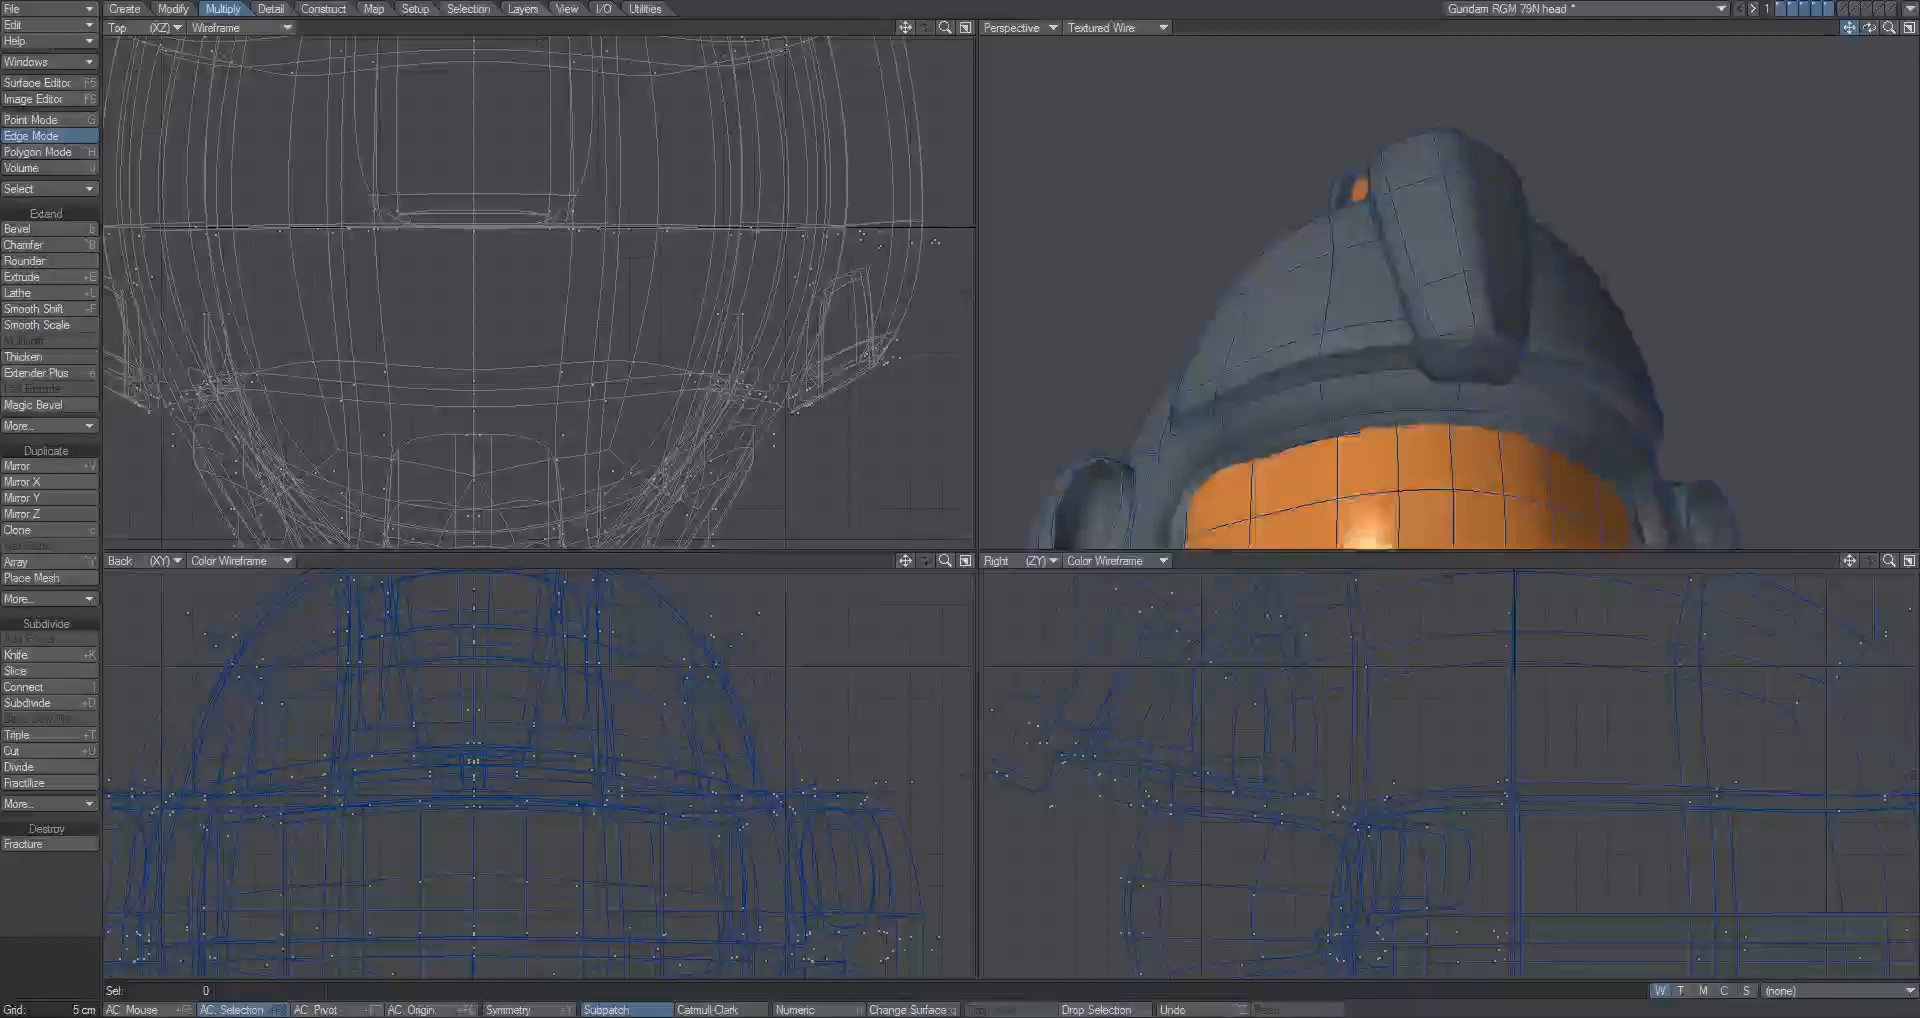 File Create Modify Multiply Detail Construct Map Setup Selection Layers View I/O Utilities Gundam RGM 79N head * < > 1
Edit
Top (XZ) Wireframe
Perspective Textured Wire
Help
Windows
Surface Editor F5
Image Editor F6
Point Mode G
Edge Mode
Polygon Mode H
Volume J
Select
Extend
Bevel b
Chamfer
Rounder
Extrude +E
Lathe +L
Smooth Shift +F
Smooth Scale
Multishift
Thicken
Extender Plus e
Magic Bevel
More...
Duplicate
Mirror +V
Mirror X
Mirror Y
Mirror Z
Clone c
Array ^Y
Place Mesh
More...
Subdivide
Knife +K
Slice
Connect l
Subdivide +D
Triple +T
Cut +U
Divide
Fractilize
More...
Destroy
Fracture
Back (XY) Color Wireframe
Right (ZY) Color Wireframe
Sel: 0
W T M C S (none)
Grid: 5 cm AC. Mouse AC. Selection AC. Pivot AC. Origin Symmetry Subpatch Catmull-Clark Numeric n Change Surface q Drop Selection Undo